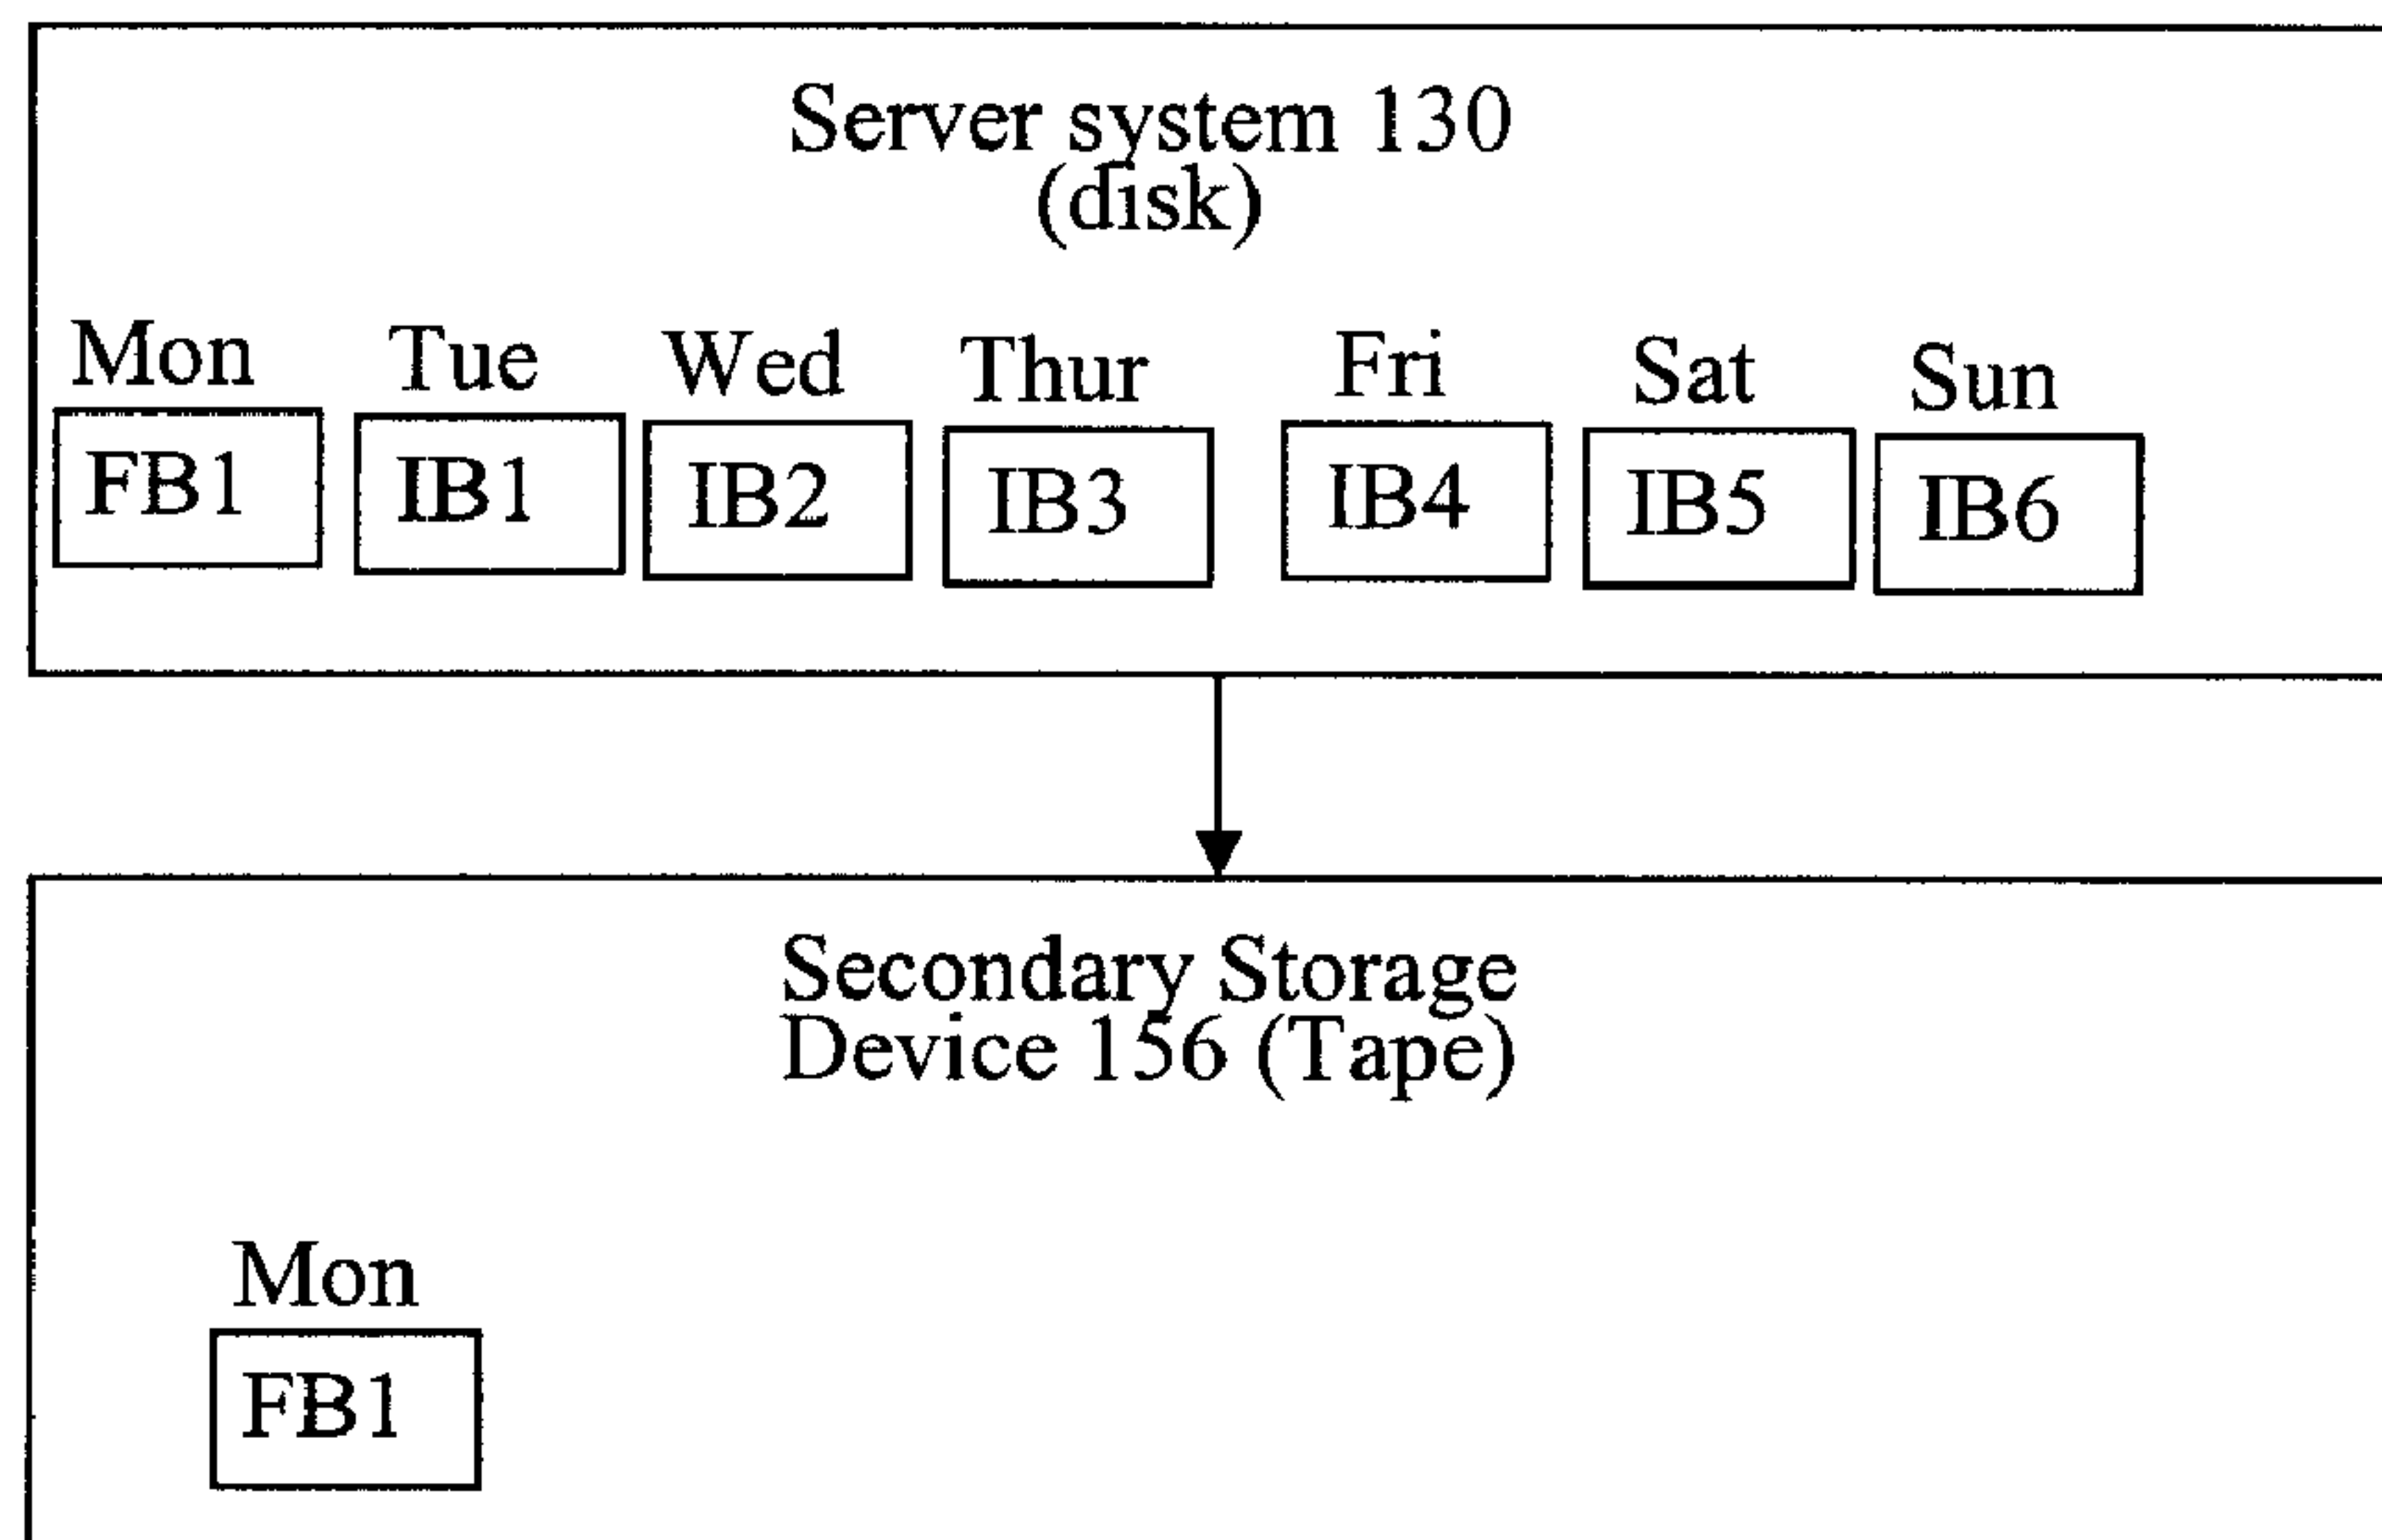 Server system 130
(disk)
Mon Tue Wed Thur Fri Sat Sun
FB1 IB1 IB2 IB3 IB4 IB5 IB6
Secondary Storage
Device 156 (Tape)
Mon
FB1